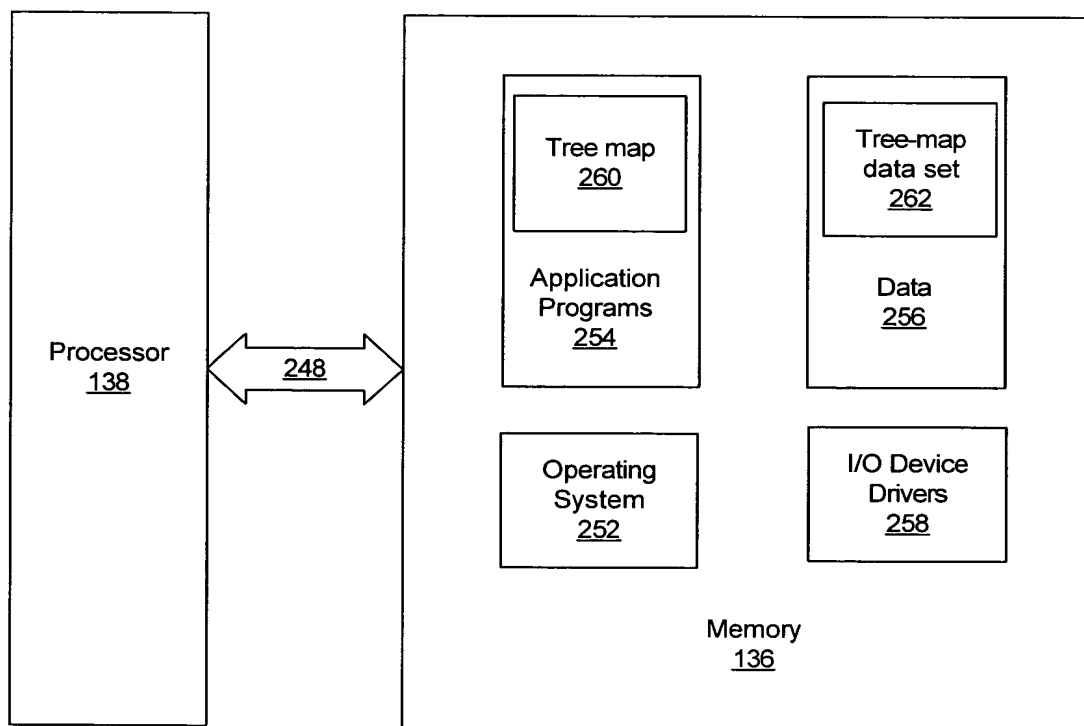 Processor
138
248
Tree map
260
Application
Programs
254
Tree-map
data set
262
Data
256
Operating
System
252
I/O Device
Drivers
258
Memory
136